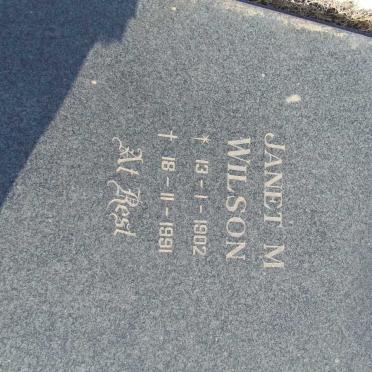 JANET M.
WILSON
* 13 - 1 - 1902
† 18 - 11 - 1991
At Rest